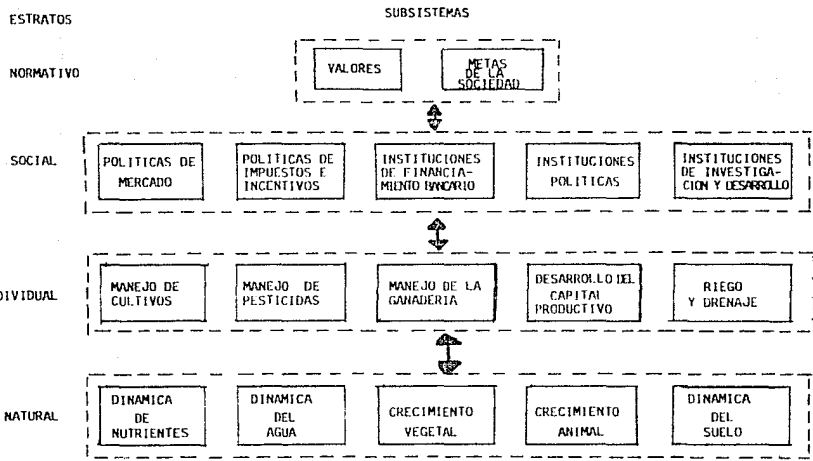 ESTRATOS
SUBSISTEMAS
NORMATIVO
VALORES
METAS
DE LA
SOCIEDAD
SOCIAL
POLITICAS DE
MERCADO
POLITICAS DE
IMPUESTOS E
INCENTIVOS
INSTITUCIONES
DE FINANCIA-
MIENTO BANCARIO
INSTITUCIONES
POLITICAS
INSTITUCIONES
DE INVESTIGA-
CION Y DESARROLLO
DIVIDUAL
MANEJO DE
CULTIVOS
MANEJO DE
PESTICIDAS
MANEJO DE LA
GANADERIA
DESARROLLO DEL
CAPITAL
PRODUCTIVO
RIEGO
Y DRENAJE
NATURAL
DINAMICA
DE
NUTRIENTES
DINAMICA
DEL
AGUA
CRECIMIENTO
VEGETAL
CRECIMIENTO
ANIMAL
DINAMICA
DEL
SUELO